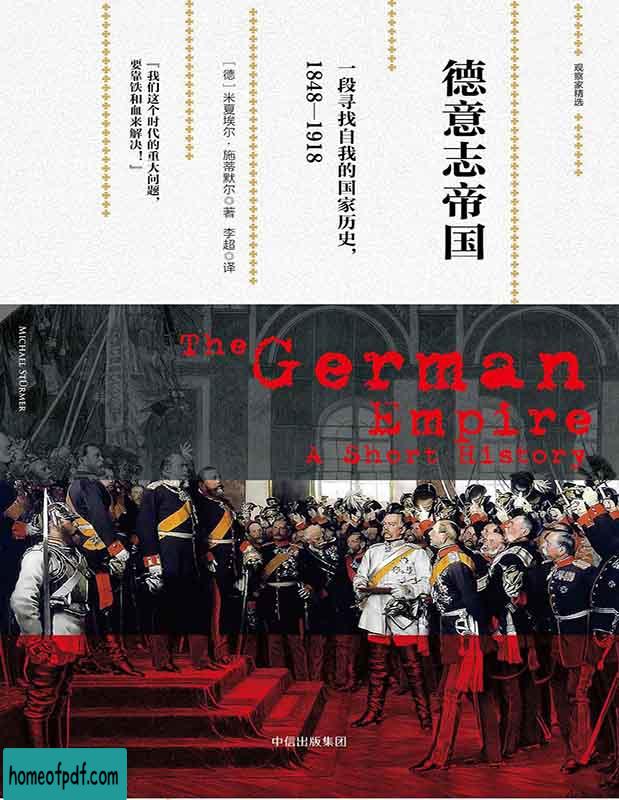 观察家精选
德意志帝国
一段寻找自我的国家历史，
1848—1918
［德］米夏埃尔·施蒂默尔◎著 李超◎译
『我们这个时代的重大问题，
要靠铁和血来解决！』
MICHAEL STÜRMER
The German
Empire
A Short History
中信出版集团
homeofpdf.com